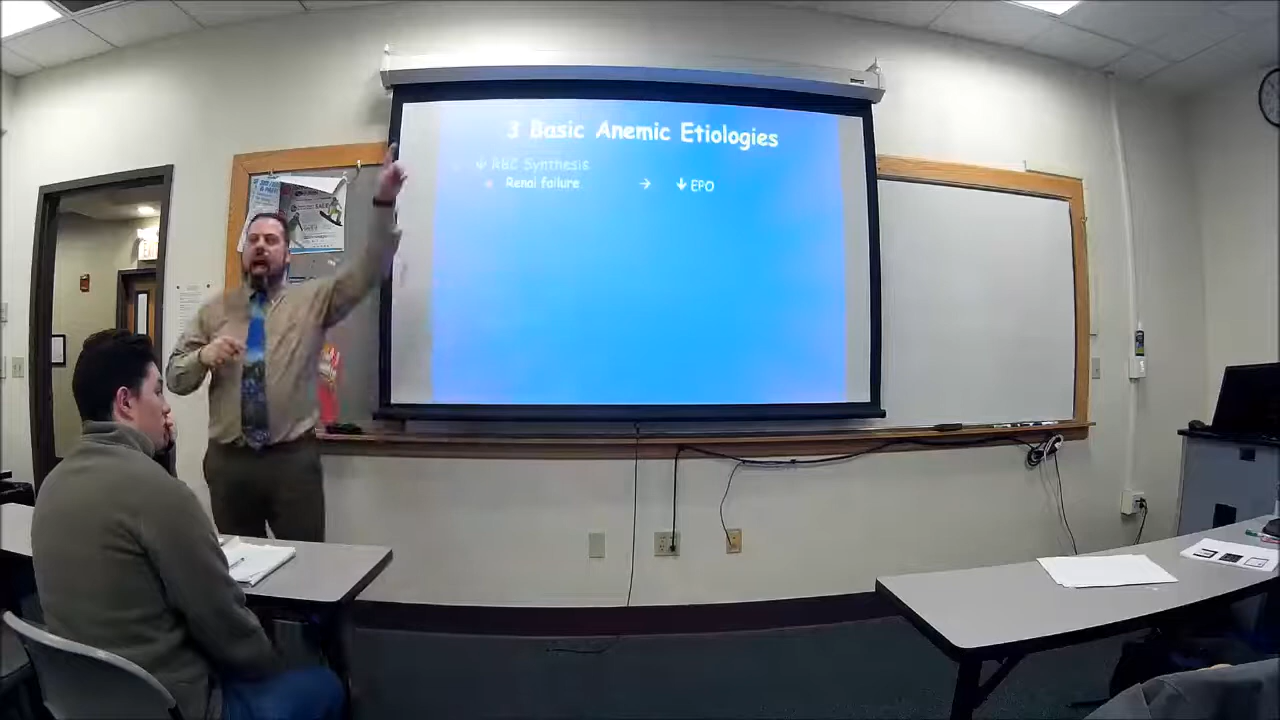 3 Basic Anemic Etiologies
↓ RBC Synthesis
Renal failure → ↓ EPO